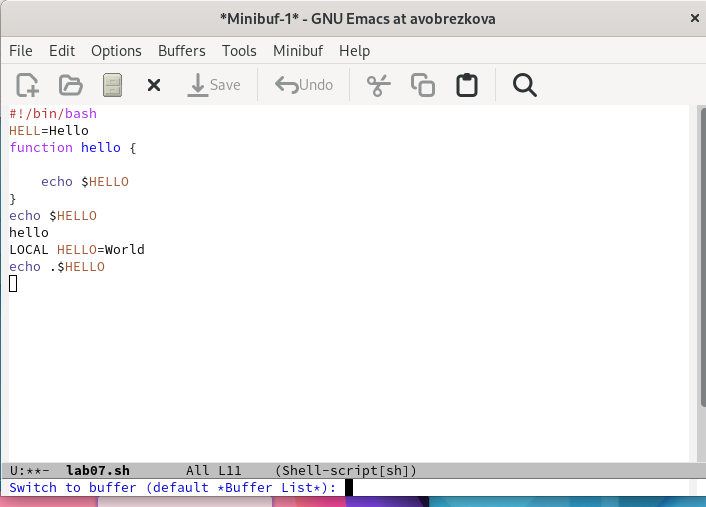 *Minibuf-1* - GNU Emacs at avobrezkova
File Edit Options Buffers Tools Minibuf Help
Save Undo
#!/bin/bash
HELL=Hello
function hello {
    echo $HELLO
}
echo $HELLO
hello
LOCAL HELLO=World
echo .$HELLO
U:**-  lab07.sh       All L11    (Shell-script[sh])
Switch to buffer (default *Buffer List*):